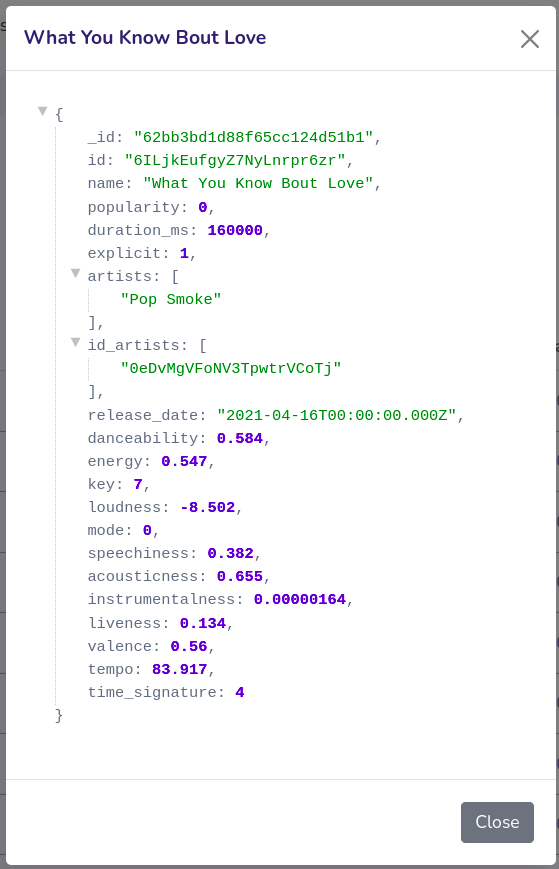 What You Know Bout Love
{
_id: "62bb3bd1d88f65cc124d51b1",
id: "6ILjkEufgyZ7NyLnrpr6zr",
name: "What You Know Bout Love",
popularity: 0,
duration_ms: 160000,
explicit: 1,
artists: [
"Pop Smoke"
],
id_artists: [
"0eDvMgVFoNV3TpwtrVCoTj"
],
release_date: "2021-04-16T00:00:00.000Z",
danceability: 0.584,
energy: 0.547,
key: 7,
loudness: -8.502,
mode: 0,
speechiness: 0.382,
acousticness: 0.655,
instrumentalness: 0.00000164,
liveness: 0.134,
valence: 0.56,
tempo: 83.917,
time_signature: 4
}
Close